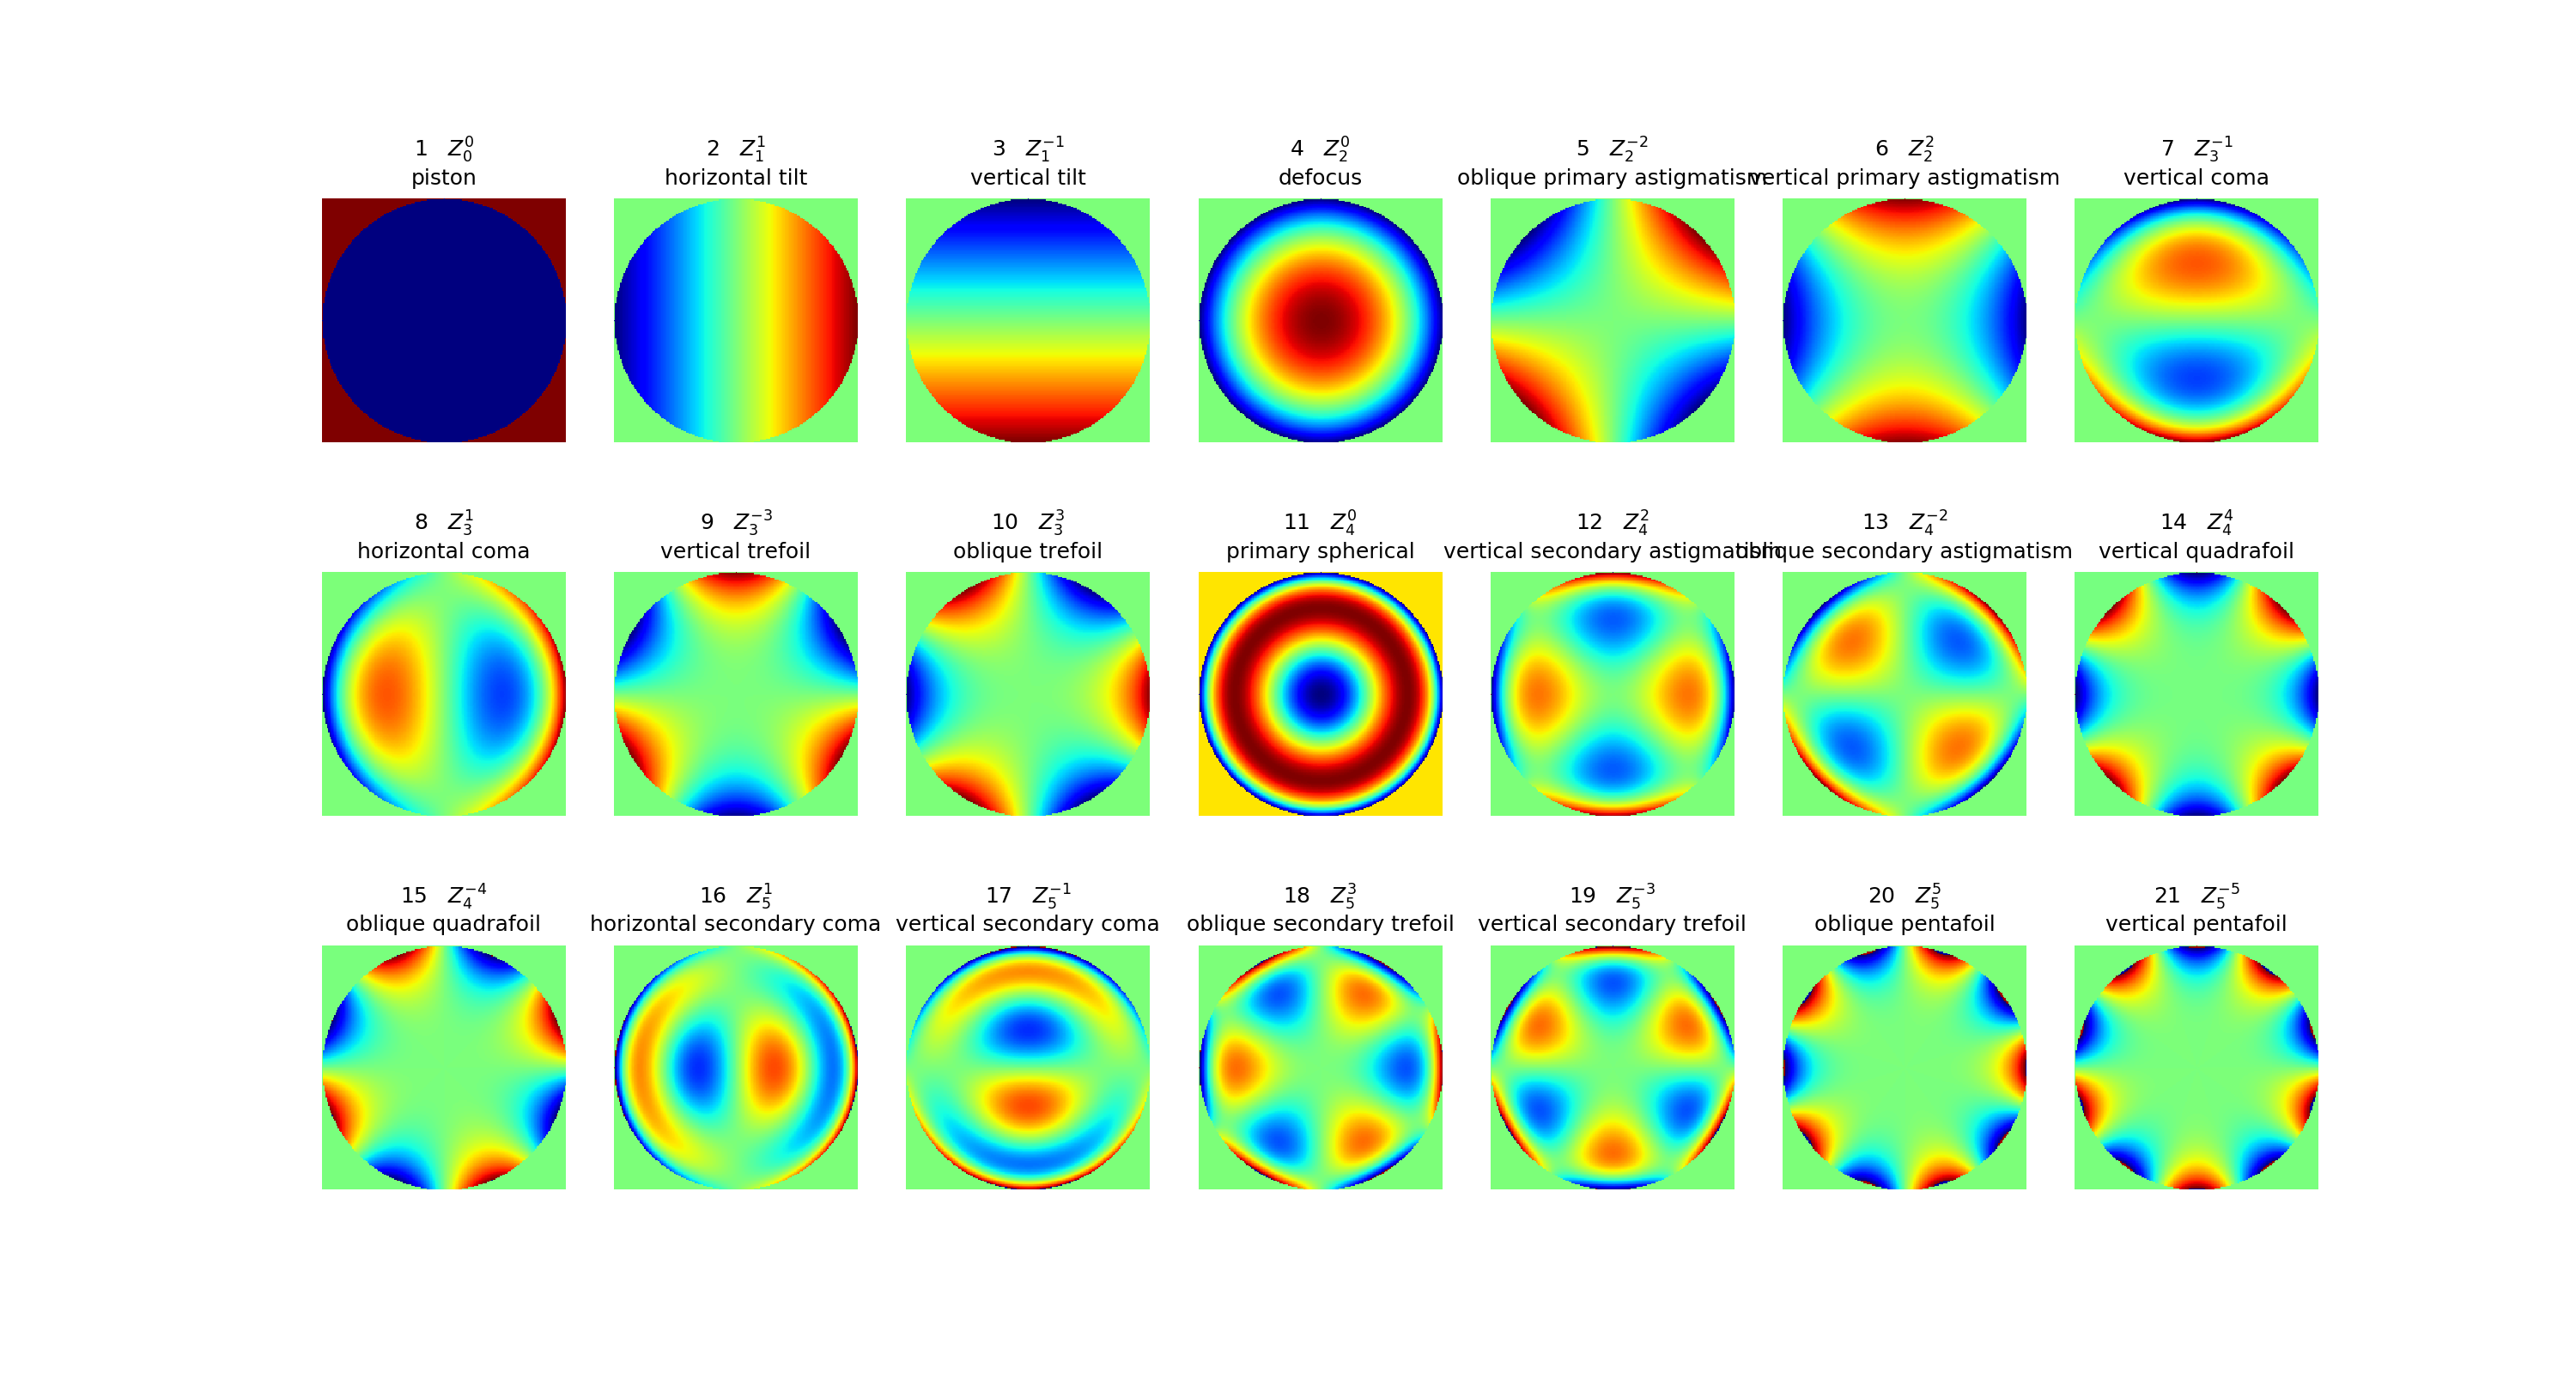 1 Z_0^0
piston
2 Z_1^1
horizontal tilt
3 Z_1^{-1}
vertical tilt
4 Z_2^0
defocus
5 Z_2^{-2}
oblique primary astigmatism
6 Z_2^2
vertical primary astigmatism
7 Z_3^{-1}
vertical coma
8 Z_3^1
horizontal coma
9 Z_3^{-3}
vertical trefoil
10 Z_3^3
oblique trefoil
11 Z_4^0
primary spherical
12 Z_4^2
vertical secondary astigmatism
13 Z_4^{-2}
oblique secondary astigmatism
14 Z_4^4
vertical quadrafoil
15 Z_4^{-4}
oblique quadrafoil
16 Z_5^1
horizontal secondary coma
17 Z_5^{-1}
vertical secondary coma
18 Z_5^3
oblique secondary trefoil
19 Z_5^{-3}
vertical secondary trefoil
20 Z_5^5
oblique pentafoil
21 Z_5^{-5}
vertical pentafoil